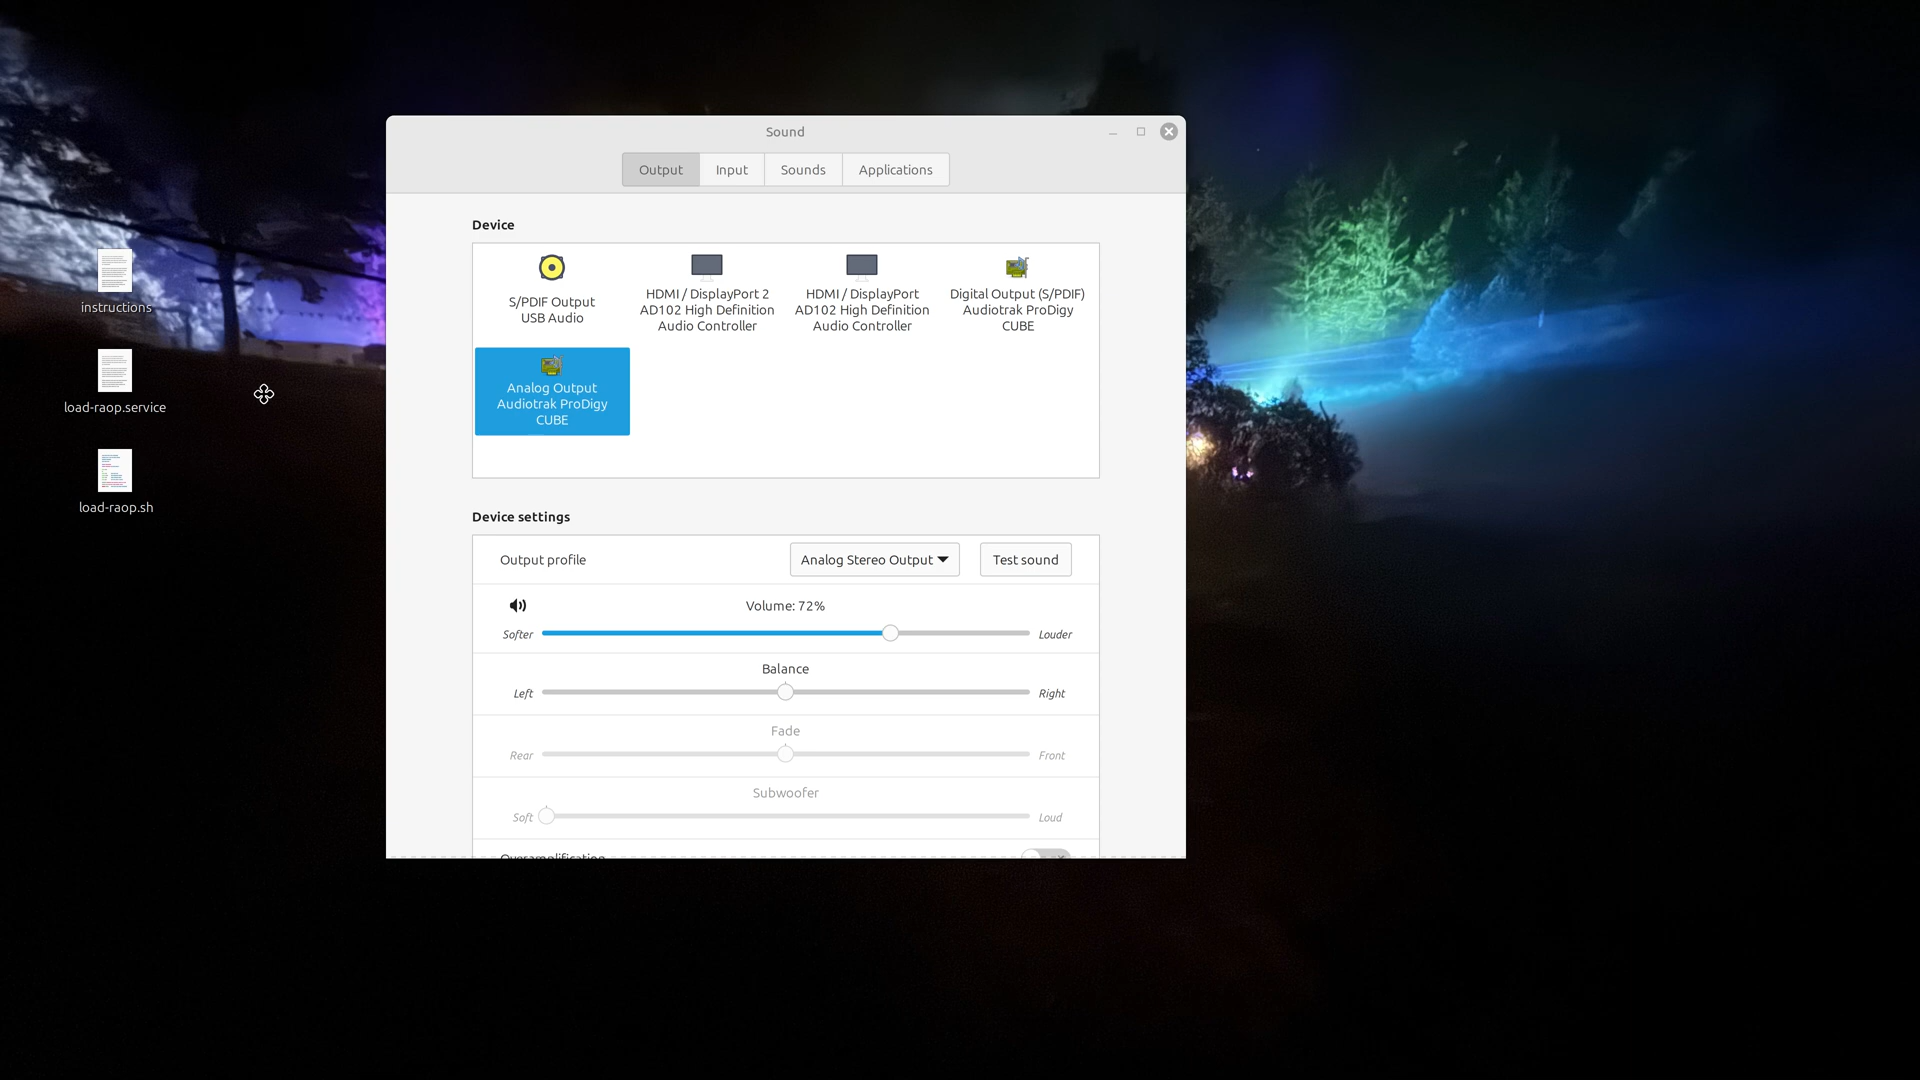 Sound
Output
Input
Sounds
Applications
Device
S/PDIF Output
USB Audio
HDMI / DisplayPort 2
AD102 High Definition
Audio Controller
HDMI / DisplayPort
AD102 High Definition
Audio Controller
Digital Output (S/PDIF)
Audiotrak ProDigy
CUBE
Analog Output
Audiotrak ProDigy
CUBE
instructions
load-raop.service
load-raop.sh
Device settings
Output profile
Analog Stereo Output
Test sound
Volume: 72%
Softer
Louder
Balance
Left
Right
Fade
Rear
Front
Subwoofer
Soft
Loud
Overamplification